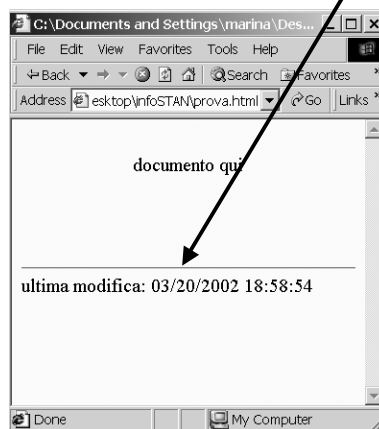 C:\Documents and Settings\marina\Des...
File Edit View Favorites Tools Help
Back Search Favorites »
Address esktop\infoSTAN\prova.html Go Links »
documento qui
ultima modifica: 03/20/2002 18:58:54
Done My Computer